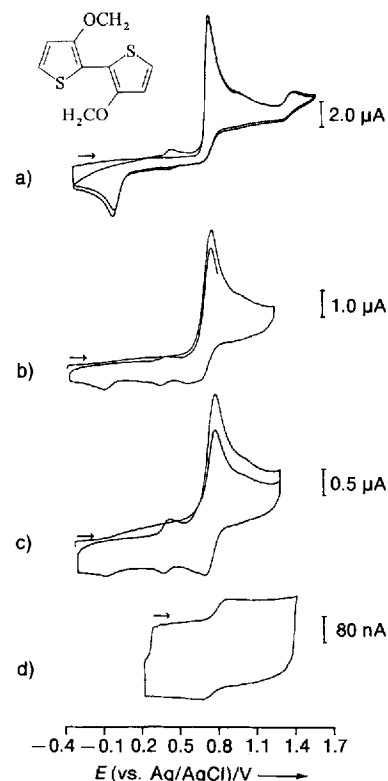 OCH2
S
S
H2CO
a)
2.0 μA
b)
1.0 μA
c)
0.5 μA
d)
80 nA
−0.4 −0.1 0.2 0.5 0.8 1.1 1.4 1.7
E (vs. Ag/AgCl)/V